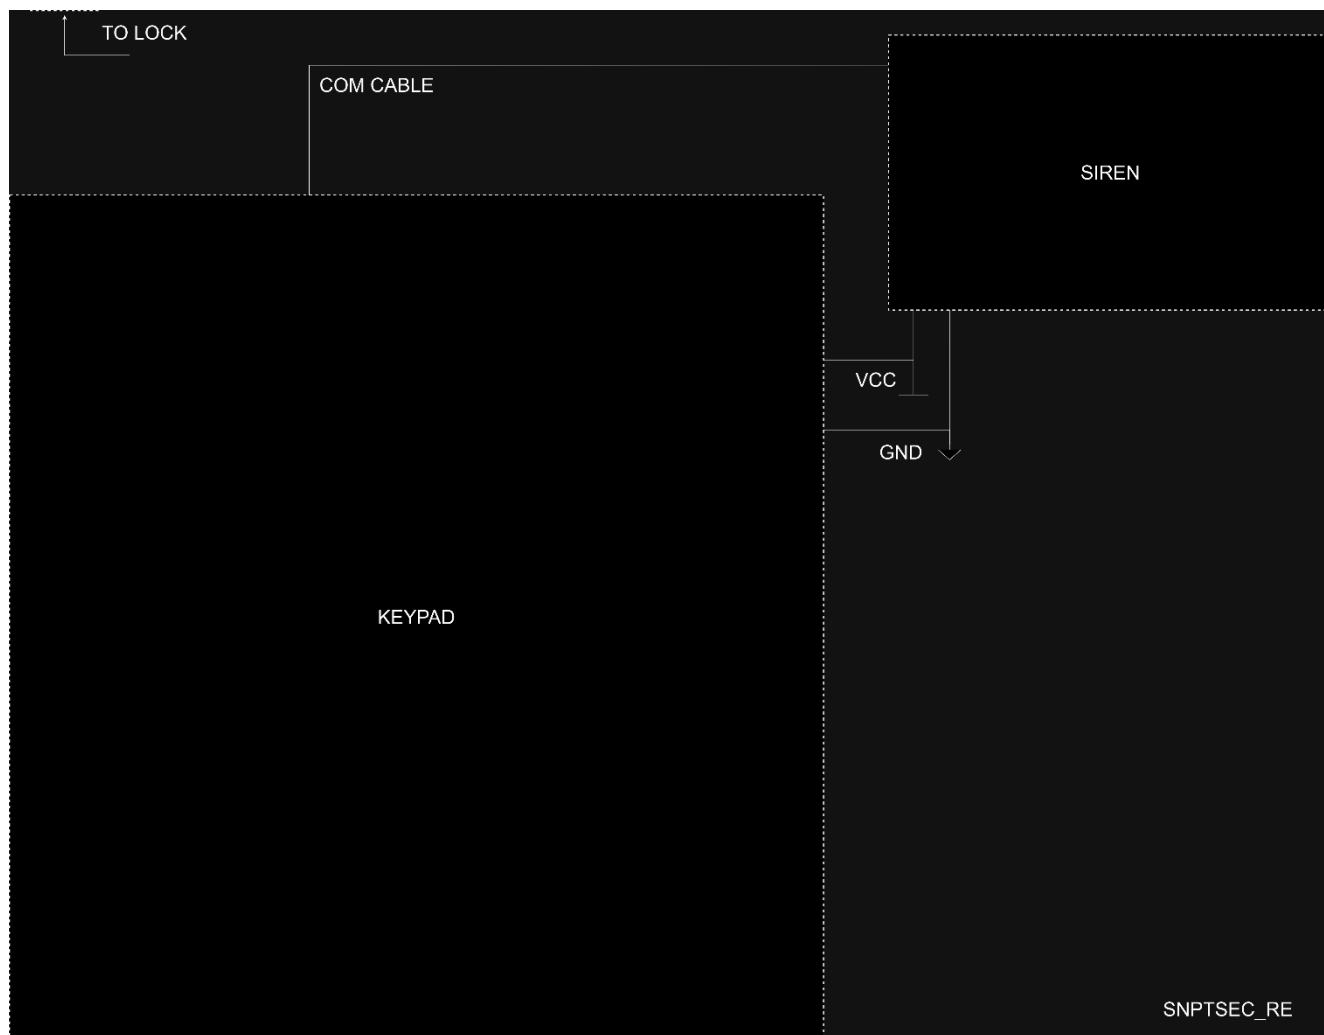 TO LOCK
COM CABLE
SIREN
VCC
GND
KEYPAD
SNPTSEC_RE